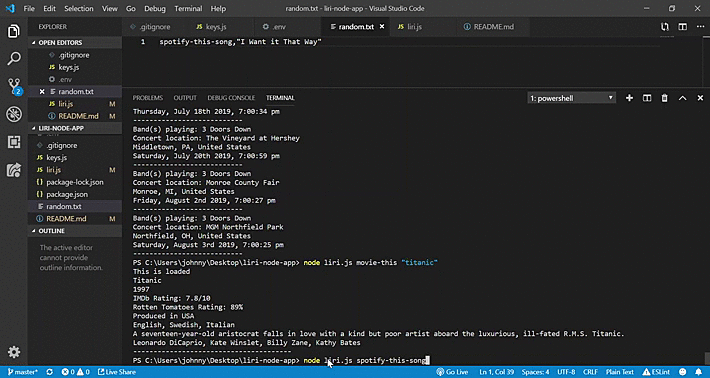 File Edit Selection View Go Debug Terminal Help
random.txt - liri-node-app - Visual Studio Code
EXPLORER
.gitignore
keys.js
.env
random.txt
liri.js
README.md
OPEN EDITORS
.gitignore
keys.js
.env
random.txt
liri.js M
README.md M
LIRI-NODE-APP
.gitignore
keys.js
liri.js M
package-lock.json
package.json
random.txt
README.md M
OUTLINE
The active editor
cannot provide
outline information.
2
1 spotify-this-song,"I Want it That Way"
PROBLEMS OUTPUT DEBUG CONSOLE TERMINAL
1: powershell
Thursday, July 18th 2019, 7:00:34 pm
---------------------------
Band(s) playing: 3 Doors Down
Concert location: The Vineyard at Hershey
Middletown, PA, United States
Saturday, July 20th 2019, 7:00:59 pm
---------------------------
Band(s) playing: 3 Doors Down
Concert location: Monroe County Fair
Monroe, MI, United States
Friday, August 2nd 2019, 7:00:27 pm
---------------------------
Band(s) playing: 3 Doors Down
Concert location: MGM Northfield Park
Northfield, OH, United States
Saturday, August 3rd 2019, 7:00:25 pm
---------------------------
PS C:\Users\johnny\Desktop\liri-node-app> node liri.js movie-this "titanic"
This is loaded
Titanic
1997
IMDb Rating: 7.8/10
Rotten Tomatoes Rating: 89%
Produced in USA
English, Swedish, Italian
A seventeen-year-old aristocrat falls in love with a kind but poor artist aboard the luxurious, ill-fated R.M.S. Titanic.
Leonardo DiCaprio, Kate Winslet, Billy Zane, Kathy Bates
---------------------------------------
PS C:\Users\johnny\Desktop\liri-node-app> node liri.js spotify-this-song
master* 0 0 Live Share
Go Live Ln 1, Col 39 Spaces: 4 UTF-8 CRLF Plain Text ESLint